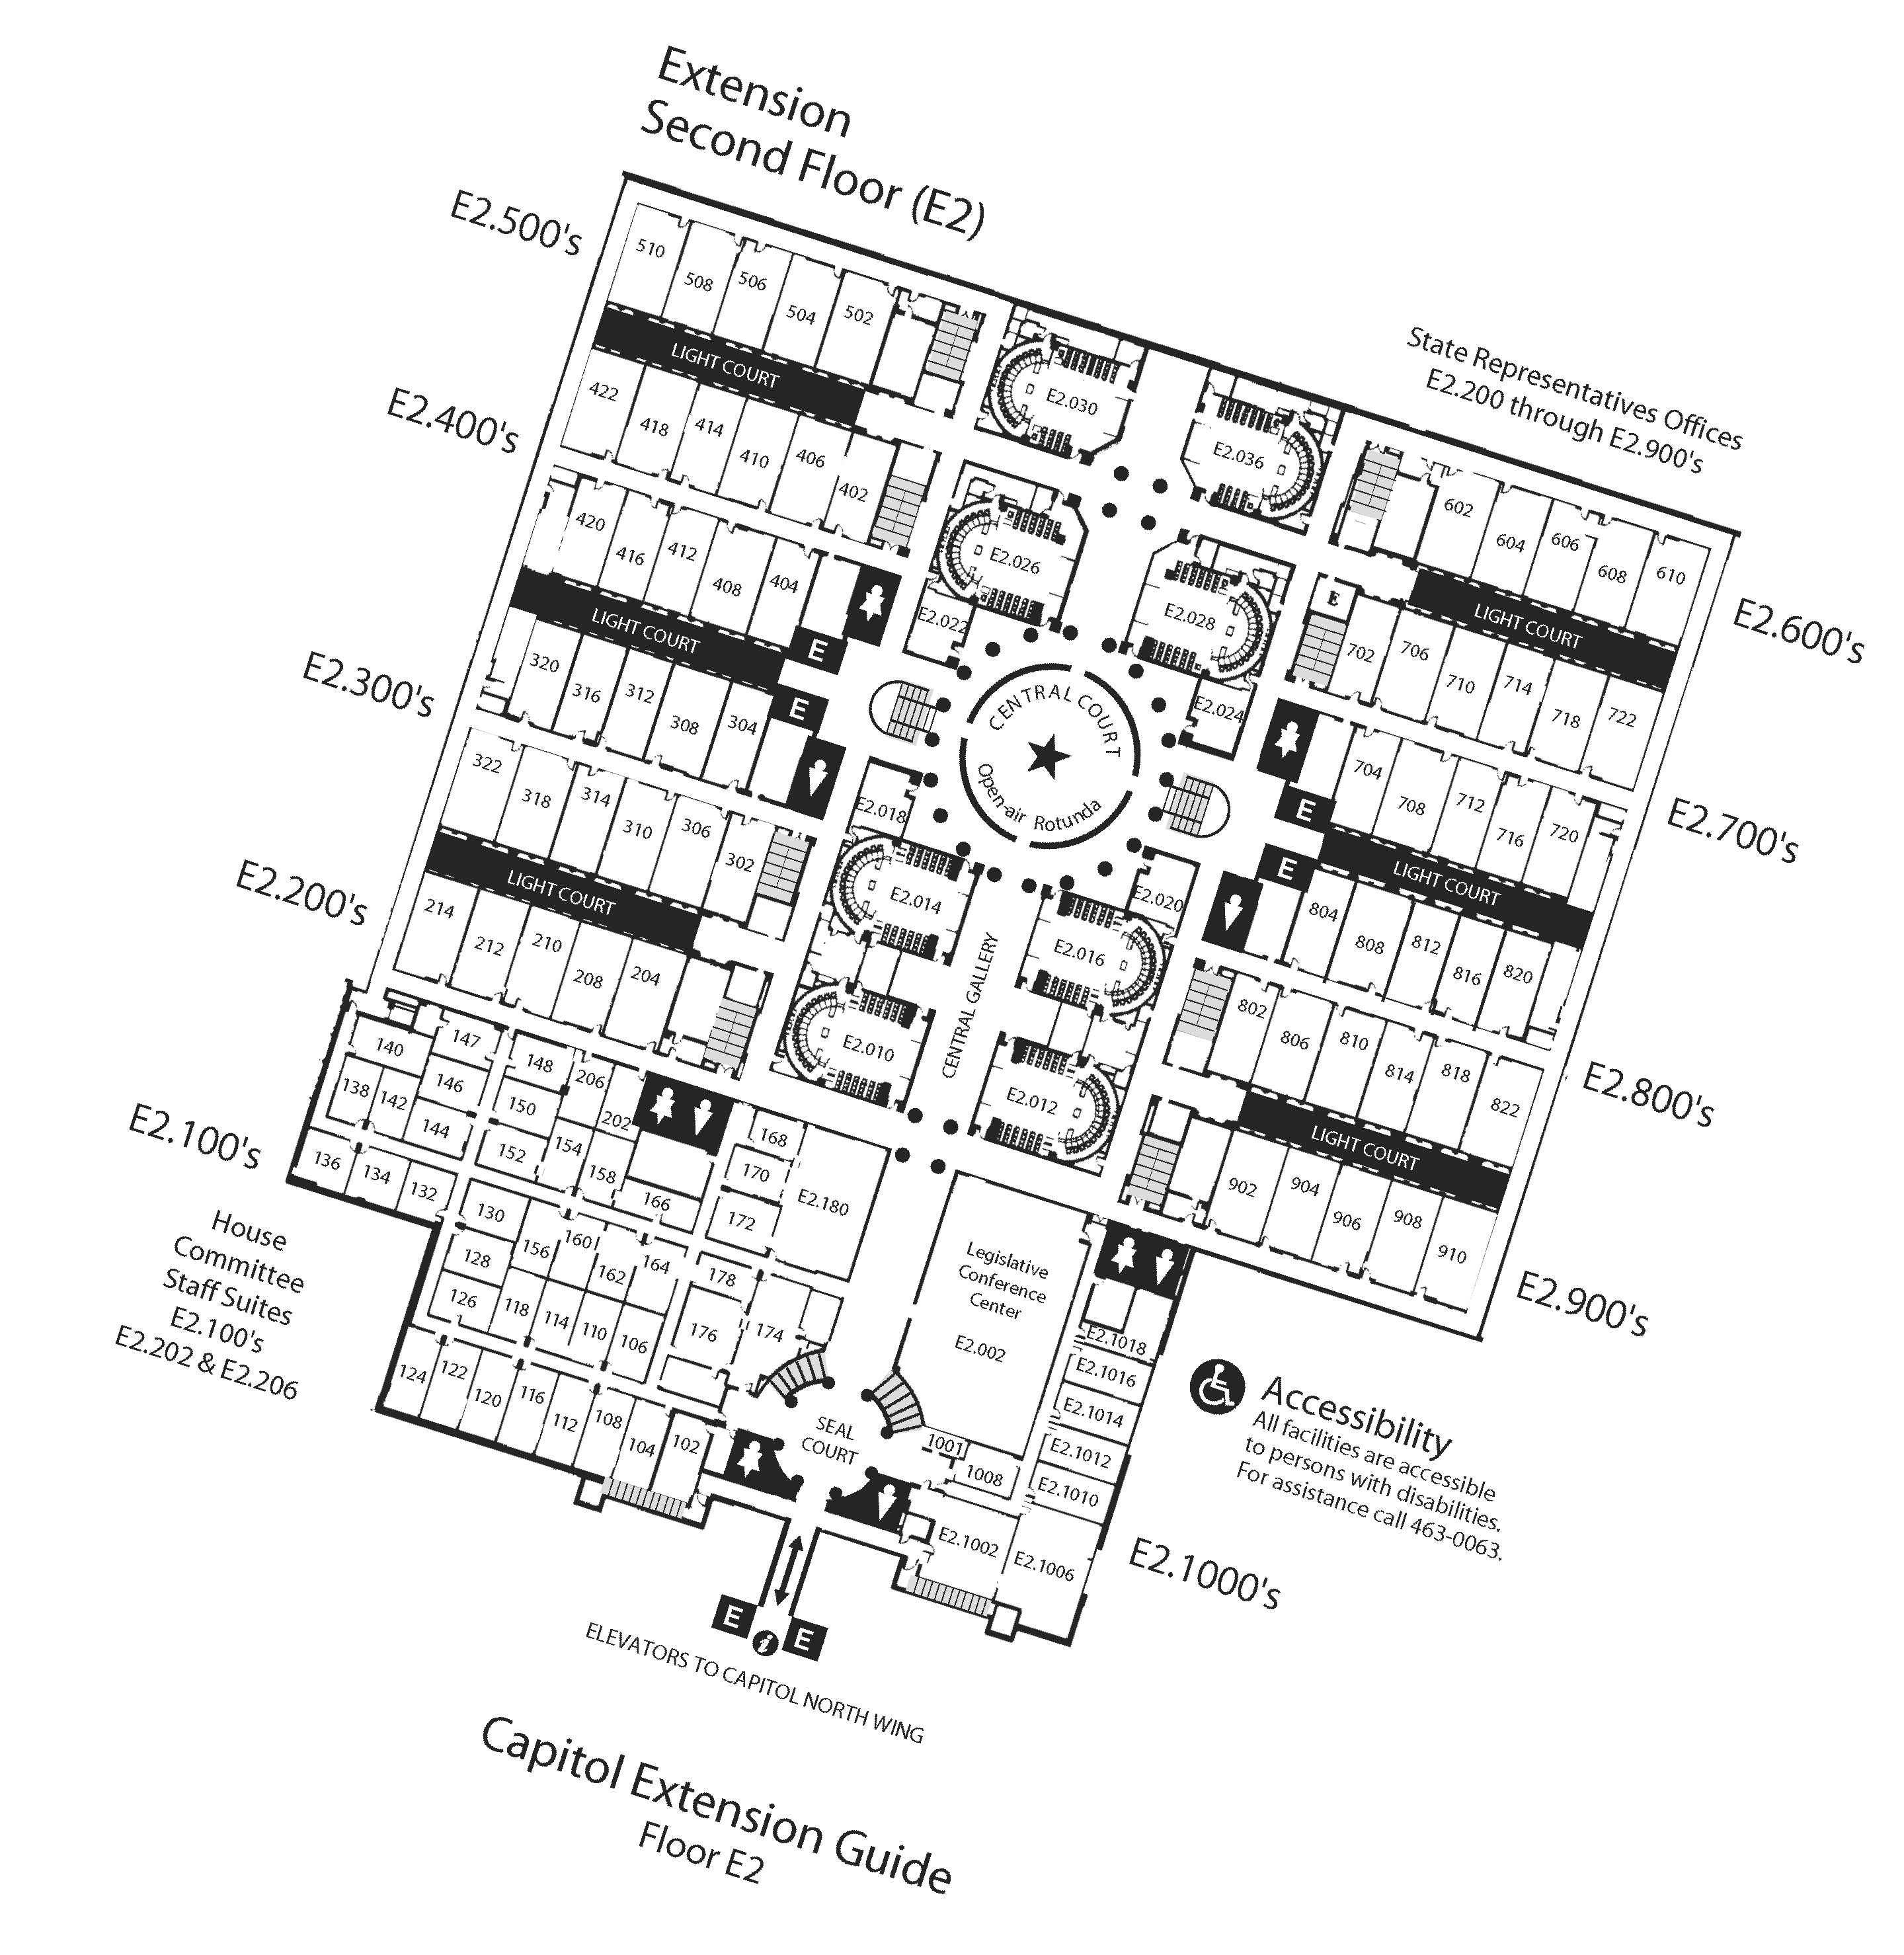 Extension
Second Floor (E2)
E2.500's
510
508
506
504
502
LIGHT COURT
E2.400's
422
418
414
410
406
402
420
416
412
408
404
E
LIGHT COURT
E2.300's
320
316
312
308
304
E
322
318
314
310
306
302
LIGHT COURT
E2.200's
214
212
210
208
204
E2.030
E2.036
E2.026
E2.028
E2.022
E2.024
CENTRAL COURT
Open-air Rotunda
E2.018
E2.020
E2.014
E2.016
CENTRAL GALLERY
E2.010
E2.012
State Representatives Offices
E2.200 through E2.900's
602
604
606
608
610
LIGHT COURT
E2.600's
E
702
706
710
714
718
722
704
708
712
716
720
E2.700's
E
LIGHT COURT
E
804
808
812
816
820
802
806
810
814
818
822
E2.800's
LIGHT COURT
902
904
906
908
910
E2.900's
E2.100's
140
147
148
206
138
142
146
150
202
144
152
154
158
136
134
132
166
168
170
172
E2.180
130
128
126
156
160
162
164
178
118
114
110
106
176
174
124
122
120
116
112
108
104
102
House
Committee
Staff Suites
E2.100's
E2.202 & E2.206
Legislative
Conference
Center
E2.002
SEAL
COURT
1001
1008
E2.1018
E2.1016
E2.1014
E2.1012
E2.1010
E2.1002
E2.1006
E2.1000's
Accessibility
All facilities are accessible
to persons with disabilities.
For assistance call 463-0063.
E
i
E
ELEVATORS TO CAPITOL NORTH WING
Capitol Extension Guide
Floor E2